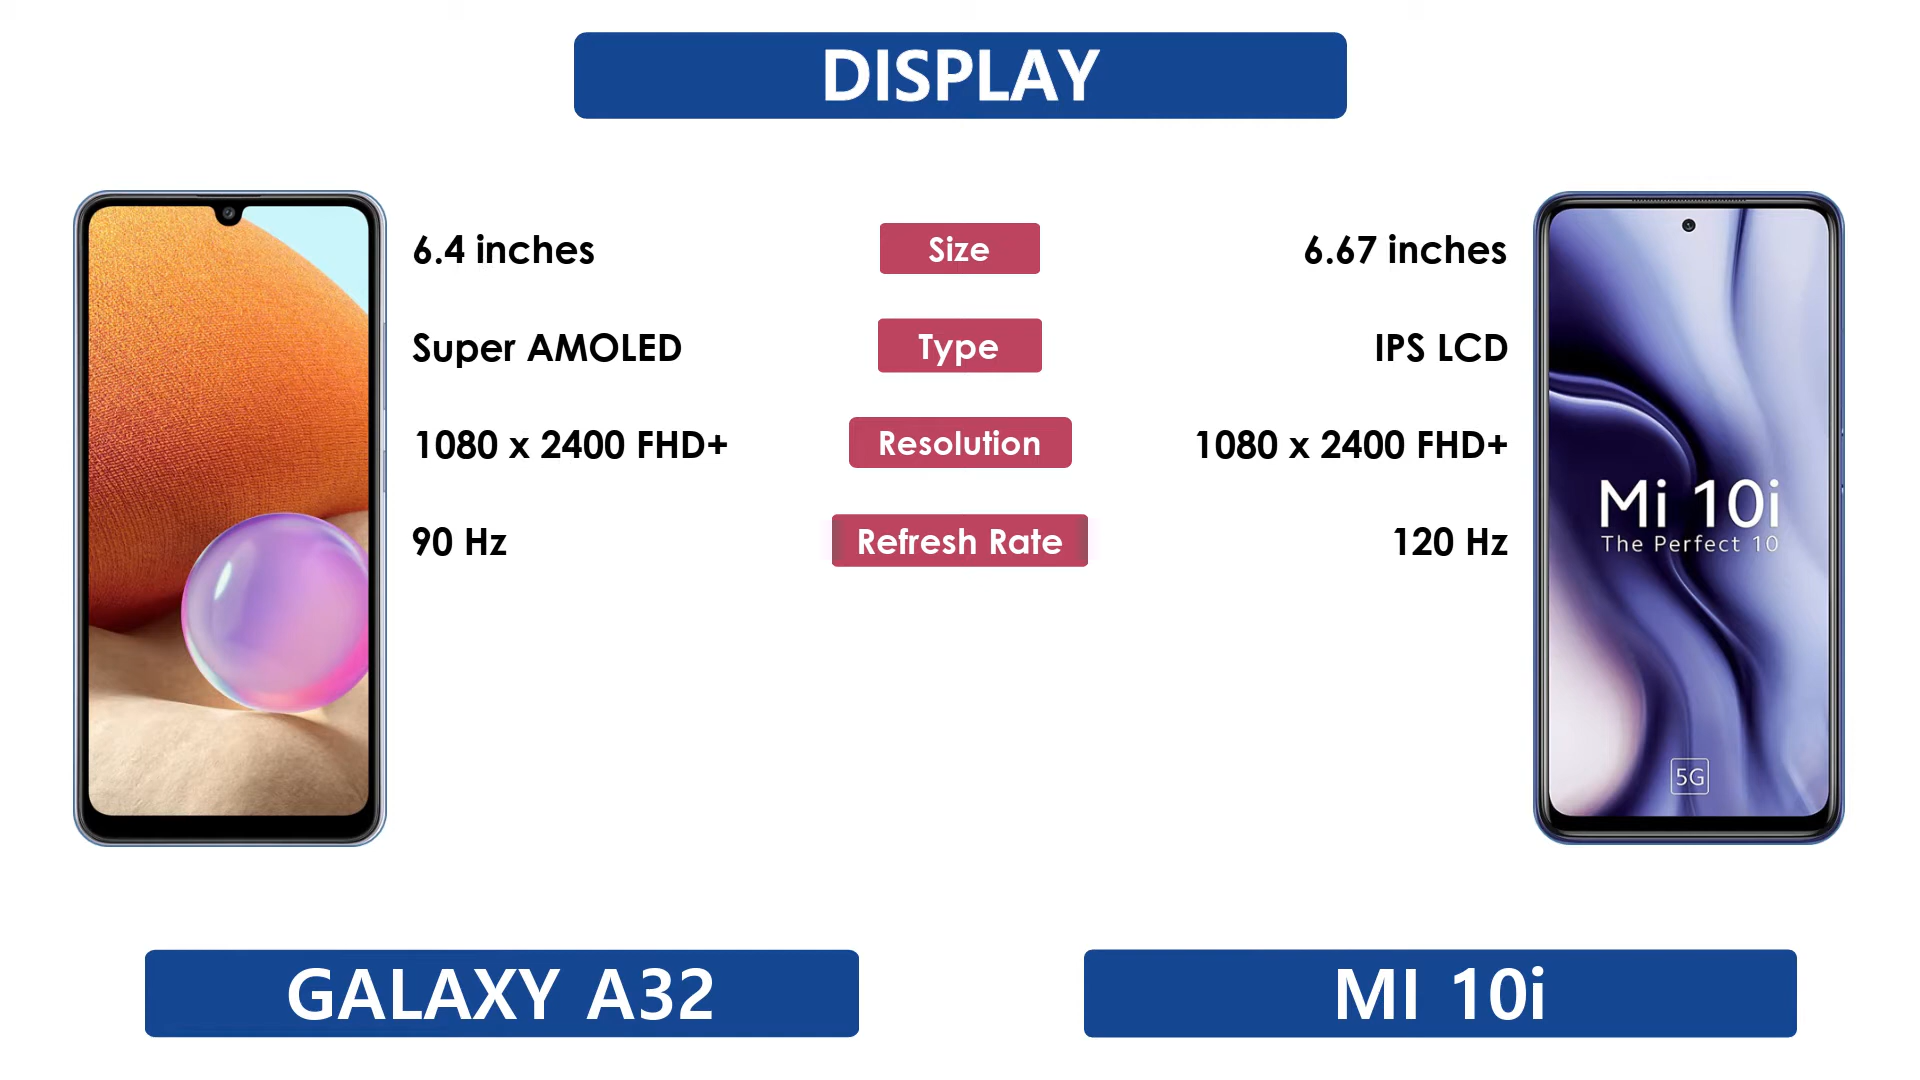 DISPLAY
6.4 inches Size 6.67 inches
Super AMOLED Type IPS LCD
1080 x 2400 FHD+ Resolution 1080 x 2400 FHD+
90 Hz Refresh Rate 120 Hz
Mi 10i
The Perfect 10
5G
GALAXY A32 MI 10i